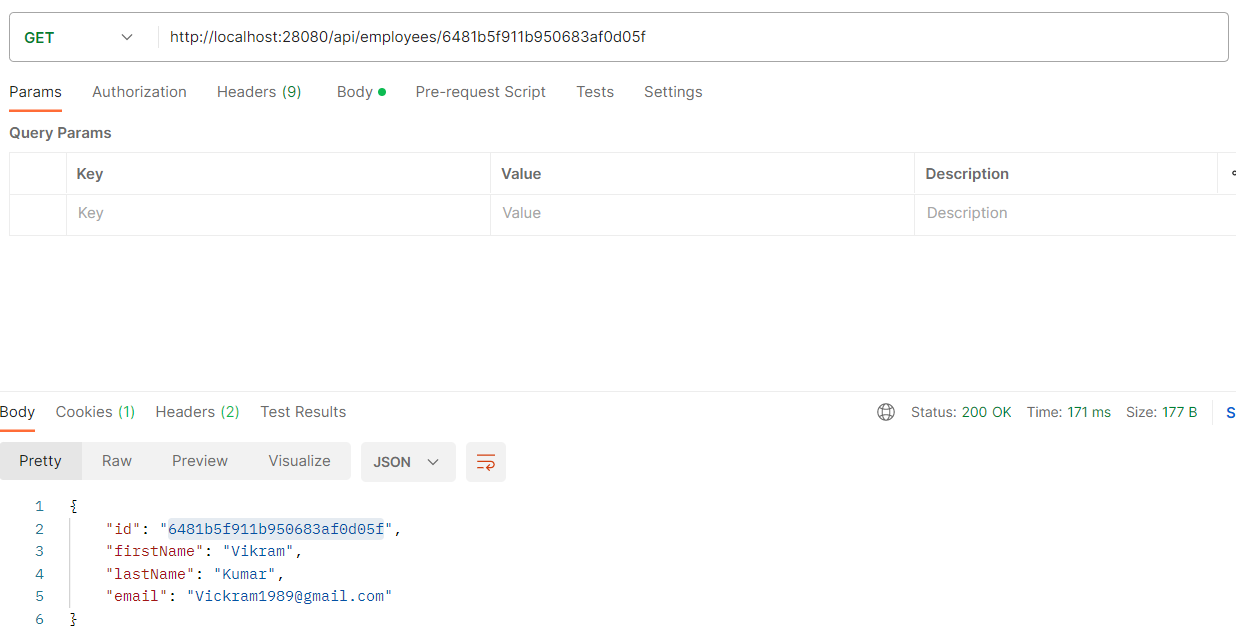 GET http://localhost:28080/api/employees/6481b5f911b950683af0d05f
Params Authorization Headers (9) Body Pre-request Script Tests Settings
Query Params
Key Value Description
Key Value Description
Body Cookies (1) Headers (2) Test Results Status: 200 OK Time: 171 ms Size: 177 B S
Pretty Raw Preview Visualize JSON
1 {
2 "id": "6481b5f911b950683af0d05f",
3 "firstName": "Vikram",
4 "lastName": "Kumar",
5 "email": "Vickram1989@gmail.com"
6 }